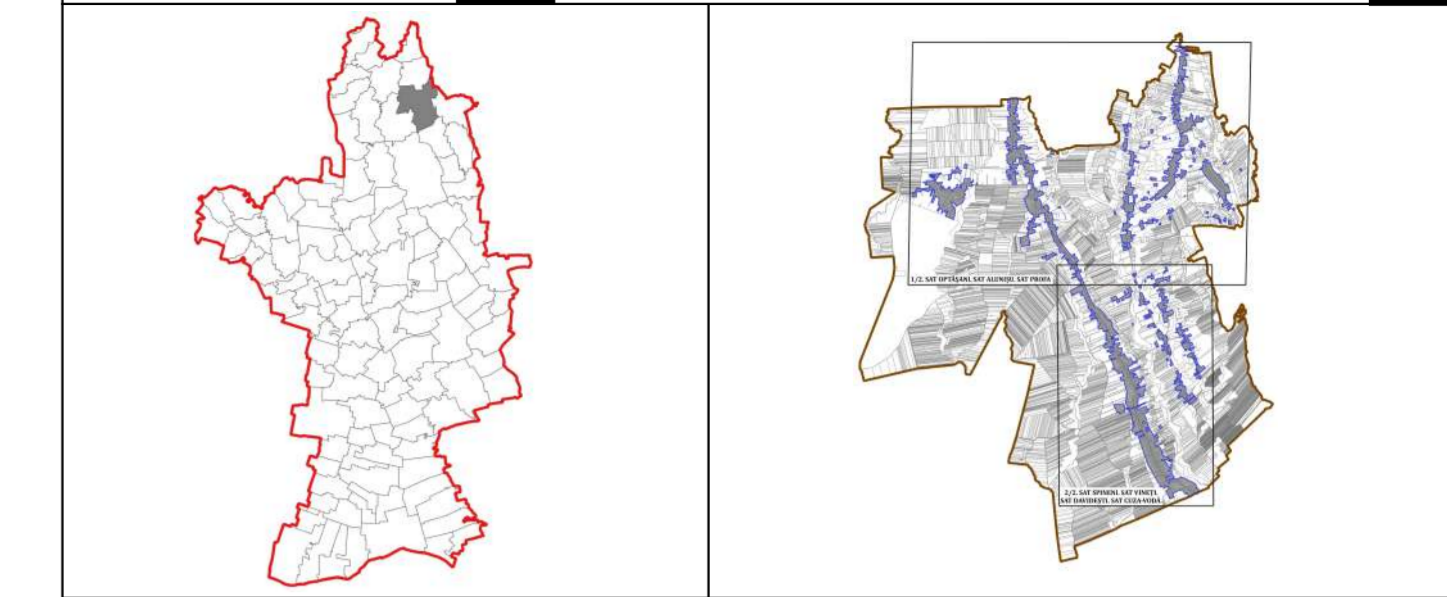 1/2. SAT OPTĂȘANI, SAT ALUNIȘU, SAT PROFA
2/2. SAT SPINENI, SAT VINEȚI,
SAT DAVIDEȘTI, SAT CUZA-VODĂ